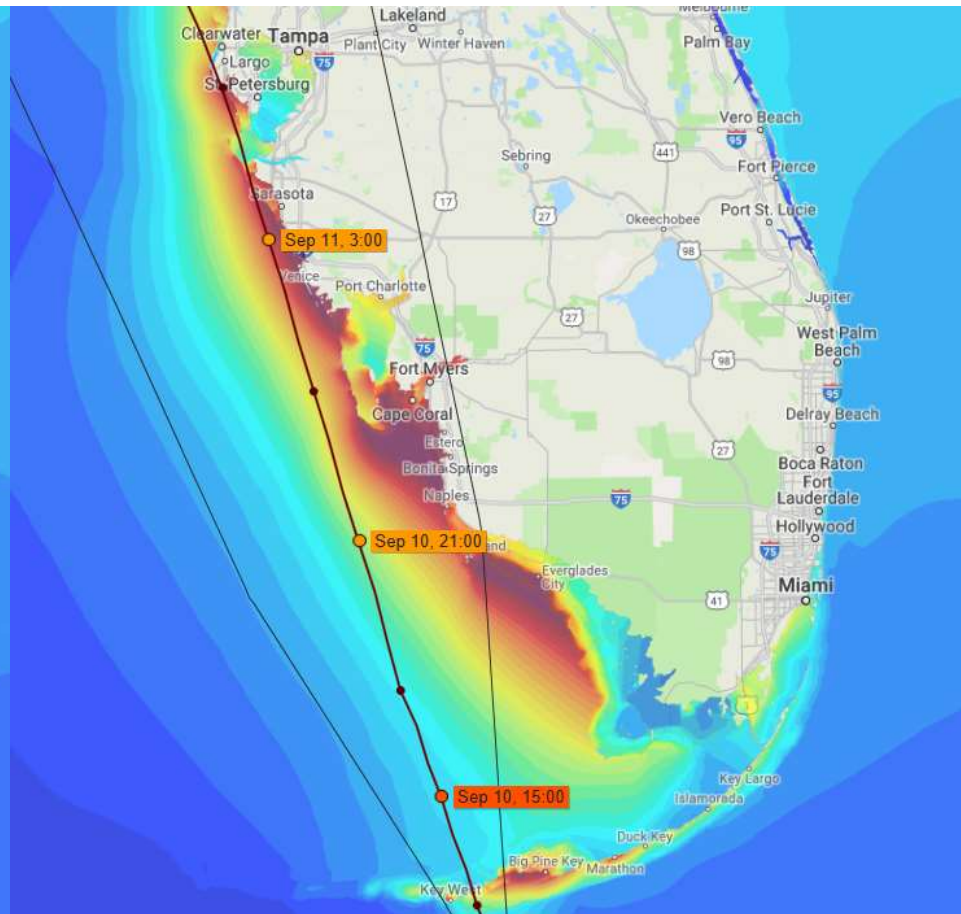 Melbourne
Lakeland
Clearwater
Tampa
Plant City
Winter Haven
Palm Bay
Largo
75
St. Petersburg
Vero Beach
95
441
Sebring
Fort Pierce
Sarasota
17
27
Okeechobee
Port St. Lucie
Sep 11, 3:00
98
Venice
Port Charlotte
Jupiter
27
75
98
West Palm
Beach
Fort Myers
95
Cape Coral
Delray Beach
Estero
27
Bonita Springs
Boca Raton
Naples
75
Fort
Lauderdale
Hollywood
Sep 10, 21:00
75
Everglades
City
41
Miami
1
Key Largo
Sep 10, 15:00
Islamorada
Duck Key
Big Pine Key
Marathon
Key West